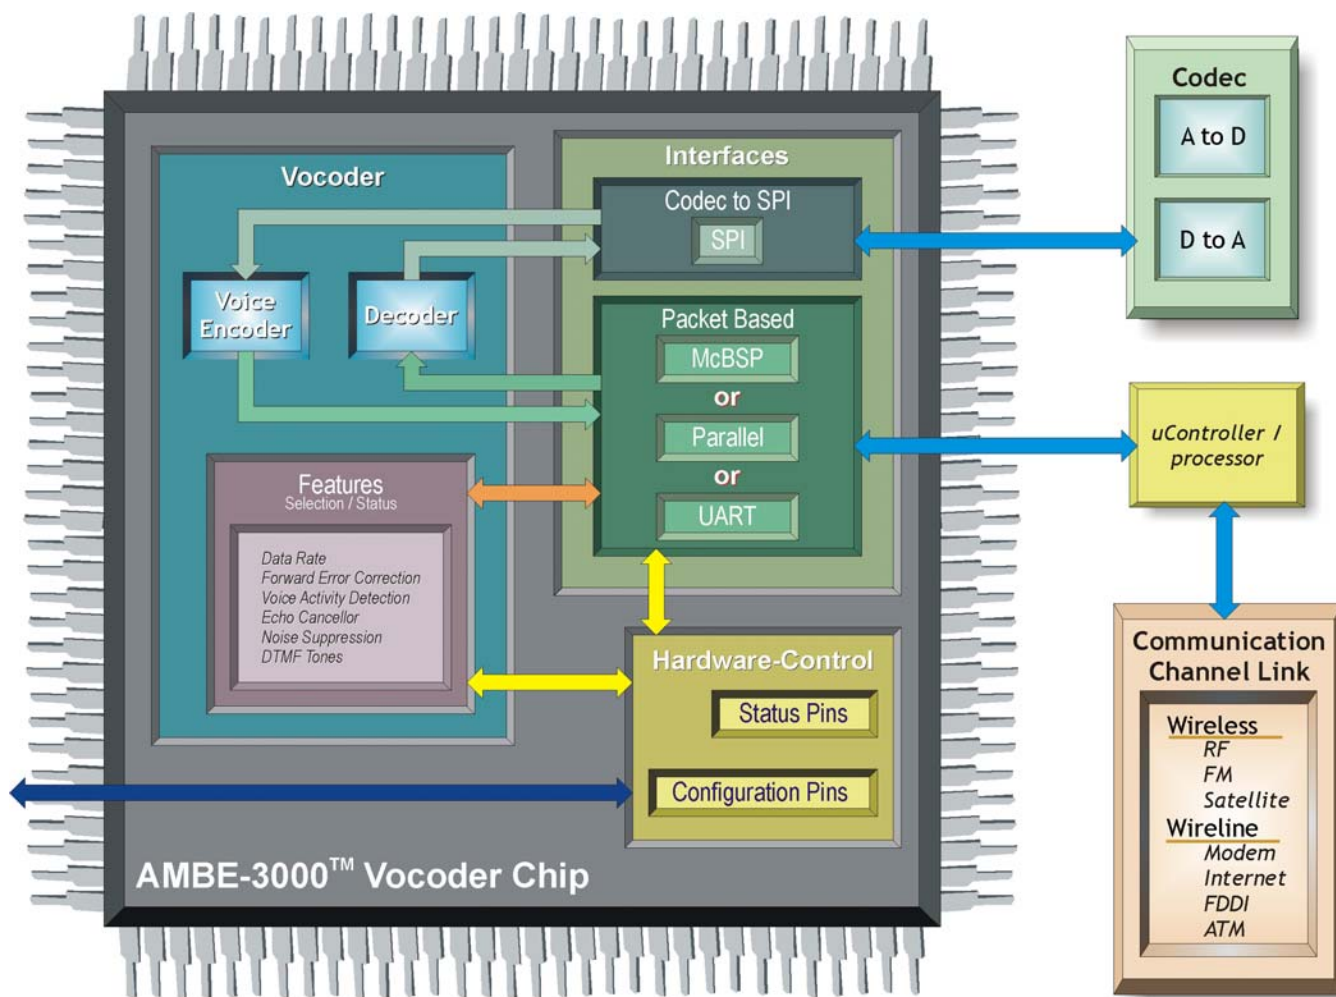 Vocoder
Voice
Encoder
Decoder
Features
Selection / Status
Data Rate
Forward Error Correction
Voice Activity Detection
Echo Cancellor
Noise Suppression
DTMF Tones
Interfaces
Codec to SPI
SPI
Packet Based
McBSP
or
Parallel
or
UART
Hardware-Control
Status Pins
Configuration Pins
AMBE-3000™ Vocoder Chip
Codec
A to D
D to A
uController /
processor
Communication
Channel Link
Wireless
RF
FM
Satellite
Wireline
Modem
Internet
FDDI
ATM